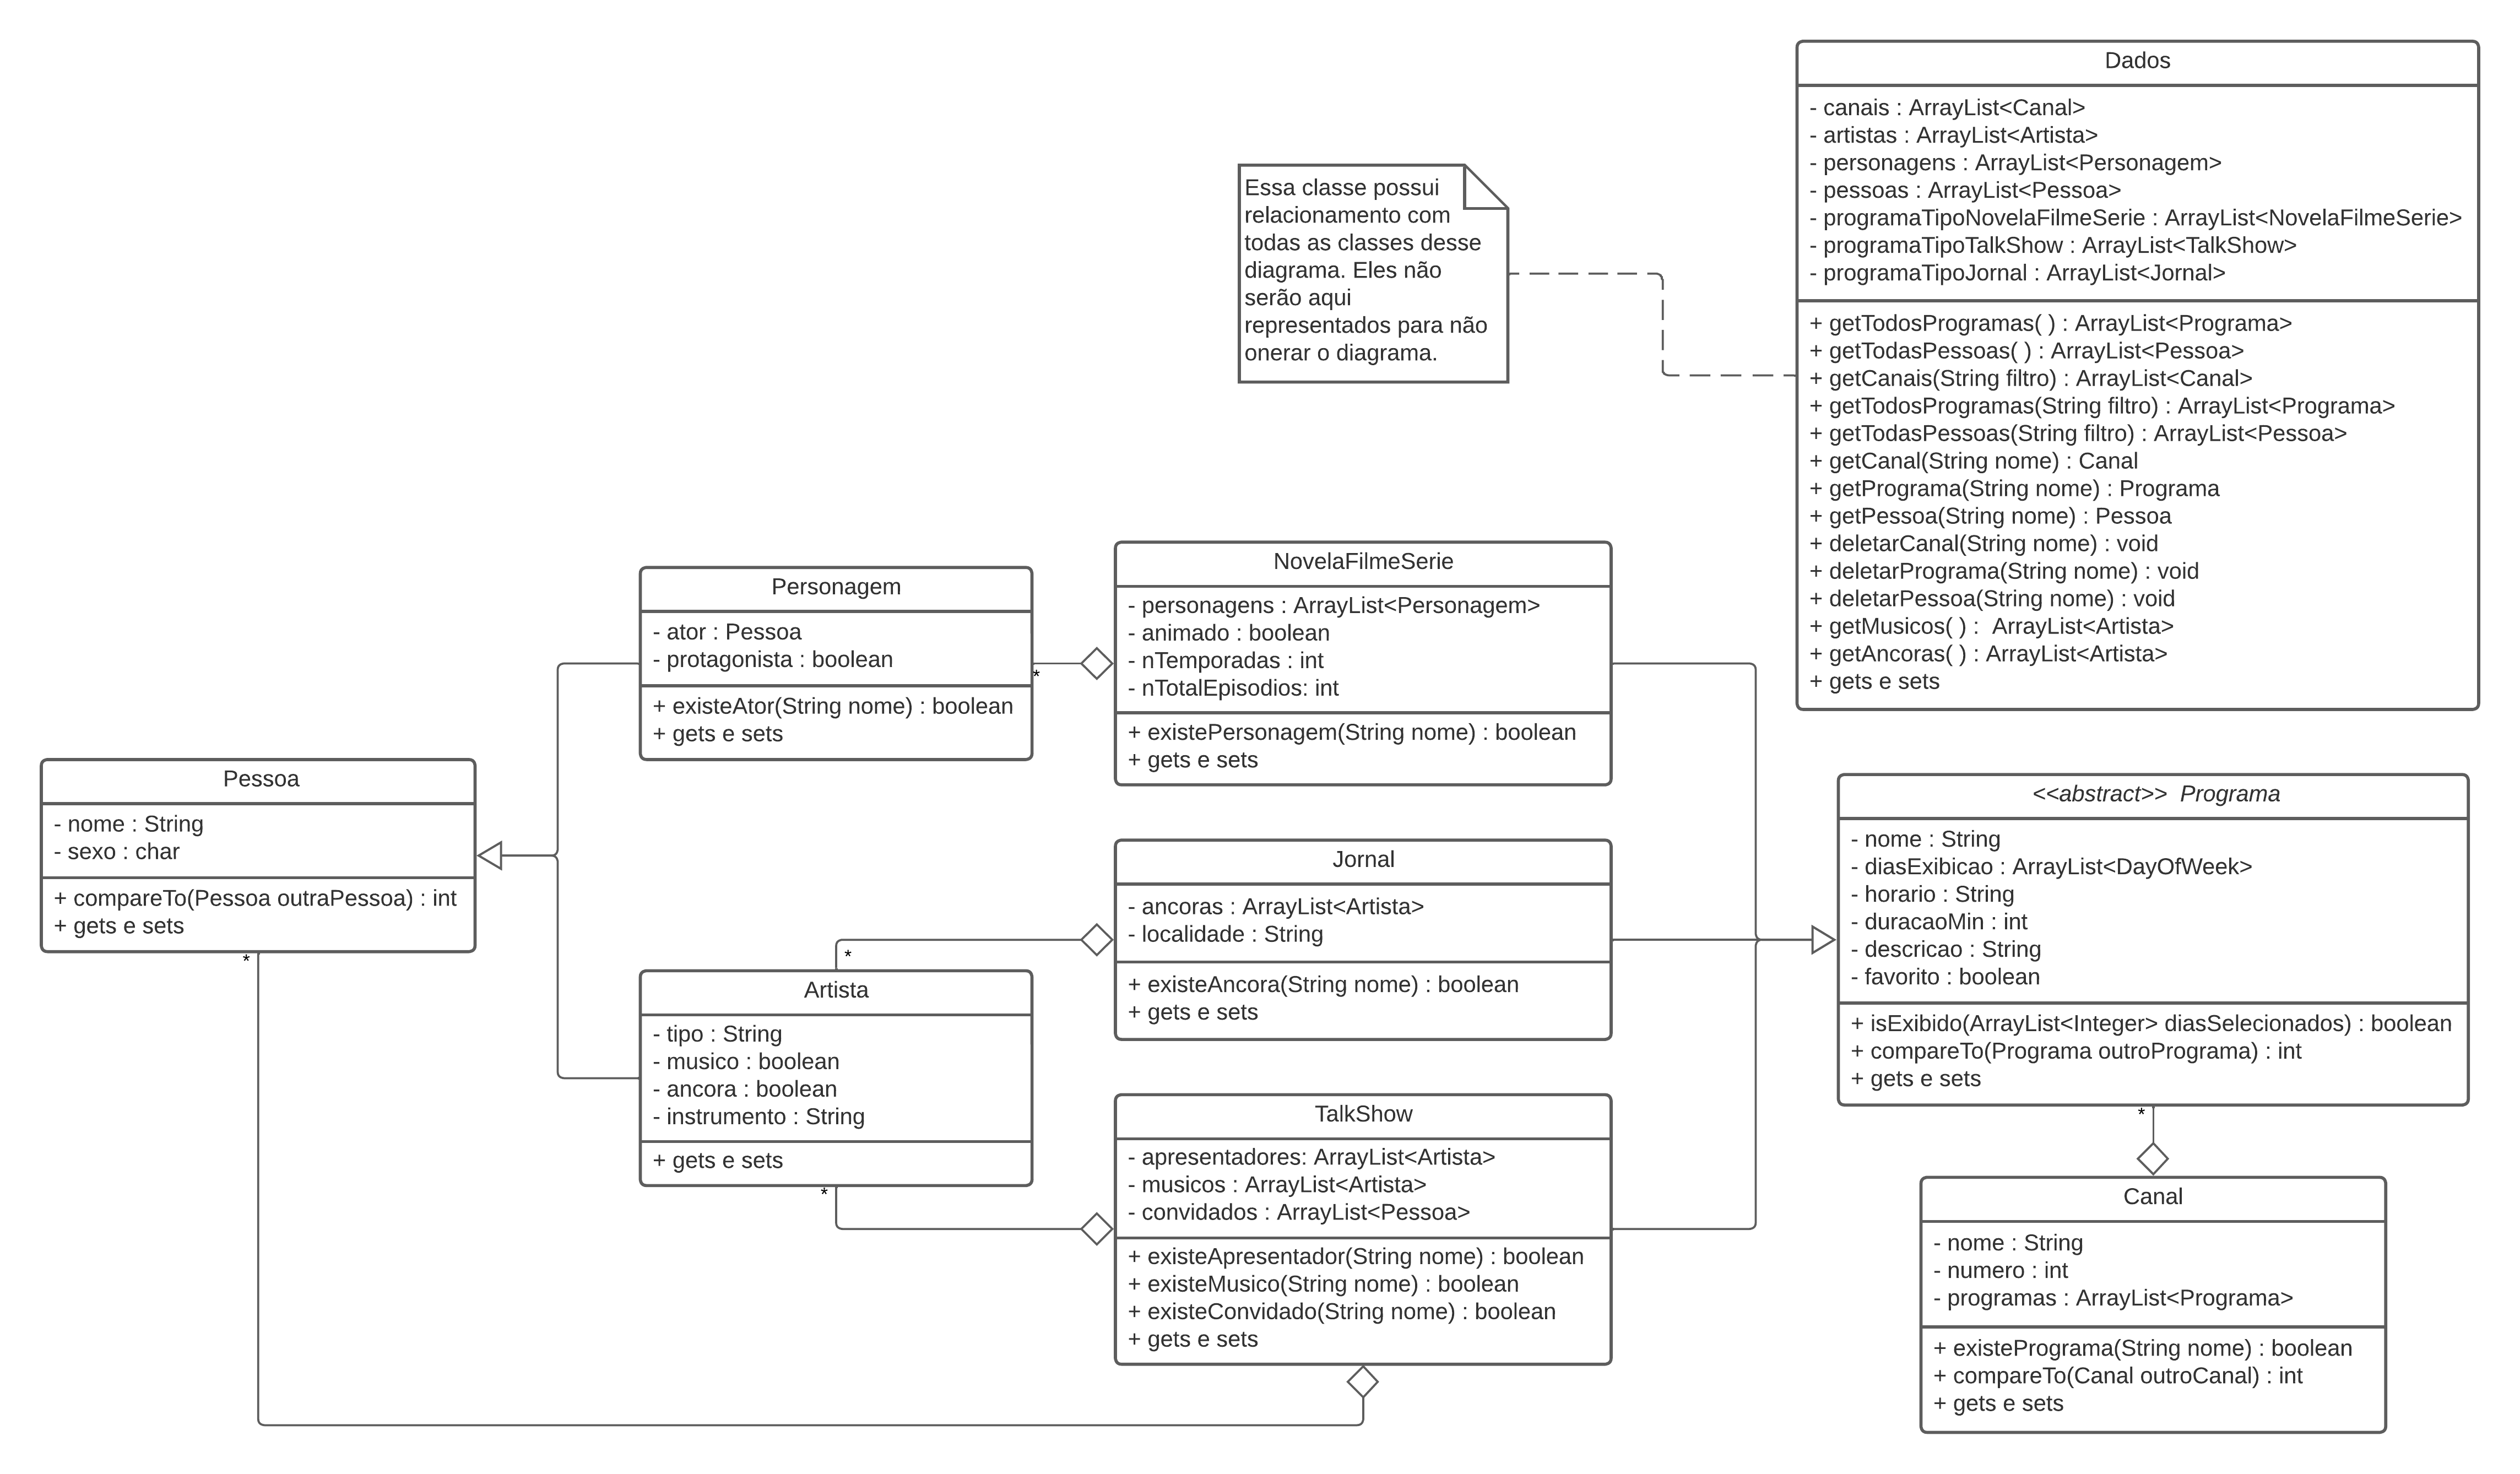 Dados
- canais : ArrayList<Canal>
- artistas : ArrayList<Artista>
- personagens : ArrayList<Personagem>
- pessoas : ArrayList<Pessoa>
- programaTipoNovelaFilmeSerie : ArrayList<NovelaFilmeSerie>
- programaTipoTalkShow : ArrayList<TalkShow>
- programaTipoJornal : ArrayList<Jornal>
+ getTodosProgramas( ) : ArrayList<Programa>
+ getTodasPessoas( ) : ArrayList<Pessoa>
+ getCanais(String filtro) : ArrayList<Canal>
+ getTodosProgramas(String filtro) : ArrayList<Programa>
+ getTodasPessoas(String filtro) : ArrayList<Pessoa>
+ getCanal(String nome) : Canal
+ getPrograma(String nome) : Programa
+ getPessoa(String nome) : Pessoa
+ deletarCanal(String nome) : void
+ deletarPrograma(String nome) : void
+ deletarPessoa(String nome) : void
+ getMusicos( ) :  ArrayList<Artista>
+ getAncoras( ) : ArrayList<Artista>
+ gets e sets
Essa classe possui
relacionamento com
todas as classes desse
diagrama. Eles não
serão aqui
representados para não
onerar o diagrama.
Personagem
- ator : Pessoa
- protagonista : boolean
+ existeAtor(String nome) : boolean
+ gets e sets
*
NovelaFilmeSerie
- personagens : ArrayList<Personagem>
- animado : boolean
- nTemporadas : int
- nTotalEpisodios: int
+ existePersonagem(String nome) : boolean
+ gets e sets
Pessoa
- nome : String
- sexo : char
+ compareTo(Pessoa outraPessoa) : int
+ gets e sets
*
Jornal
- ancoras : ArrayList<Artista>
- localidade : String
+ existeAncora(String nome) : boolean
+ gets e sets
<<abstract>>  Programa
- nome : String
- diasExibicao : ArrayList<DayOfWeek>
- horario : String
- duracaoMin : int
- descricao : String
- favorito : boolean
+ isExibido(ArrayList<Integer> diasSelecionados) : boolean
+ compareTo(Programa outroPrograma) : int
+ gets e sets
*
*
Artista
- tipo : String
- musico : boolean
- ancora : boolean
- instrumento : String
+ gets e sets
*
TalkShow
- apresentadores: ArrayList<Artista>
- musicos : ArrayList<Artista>
- convidados : ArrayList<Pessoa>
+ existeApresentador(String nome) : boolean
+ existeMusico(String nome) : boolean
+ existeConvidado(String nome) : boolean
+ gets e sets
Canal
- nome : String
- numero : int
- programas : ArrayList<Programa>
+ existePrograma(String nome) : boolean
+ compareTo(Canal outroCanal) : int
+ gets e sets